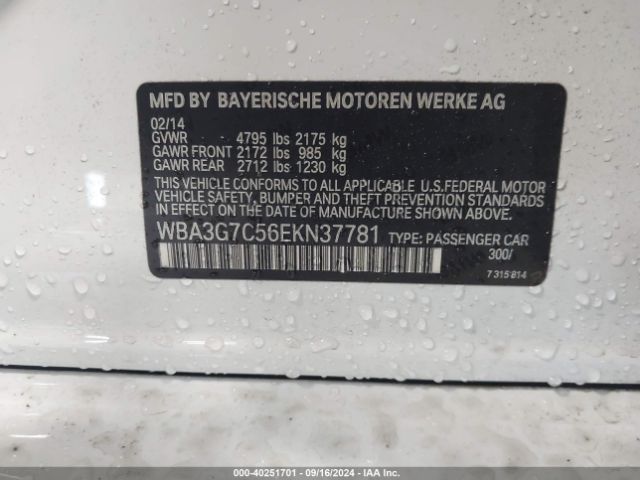 MFD BY BAYERISCHE MOTOREN WERKE AG
02/14
GVWR 4795 lbs 2175 kg
GAWR FRONT 2172 lbs 985 kg
GAWR REAR 2712 lbs 1230 kg
THIS VEHICLE CONFORMS TO ALL APPLICABLE U.S.FEDERAL MOTOR
VEHICLE SAFETY, BUMPER AND THEFT PREVENTION STANDARDS
IN EFFECT ON THE DATE OF MANUFACTURE SHOWN ABOVE.
WBA3G7C56EKN37781 TYPE: PASSENGER CAR
300/
7 315 814
000-40251701 - 09/16/2024 - IAA Inc.